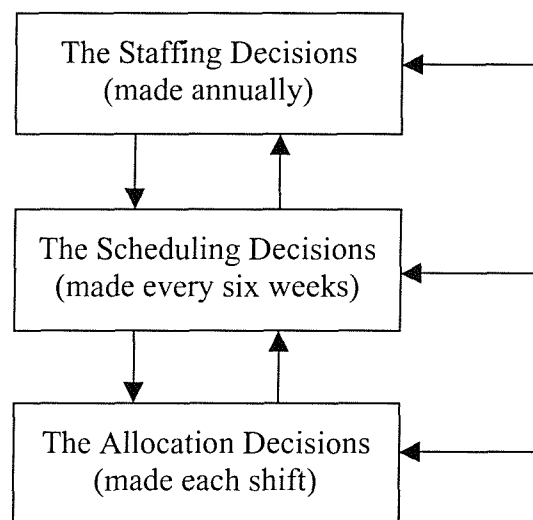 The Staffing Decisions
(made annually)
The Scheduling Decisions
(made every six weeks)
The Allocation Decisions
(made each shift)